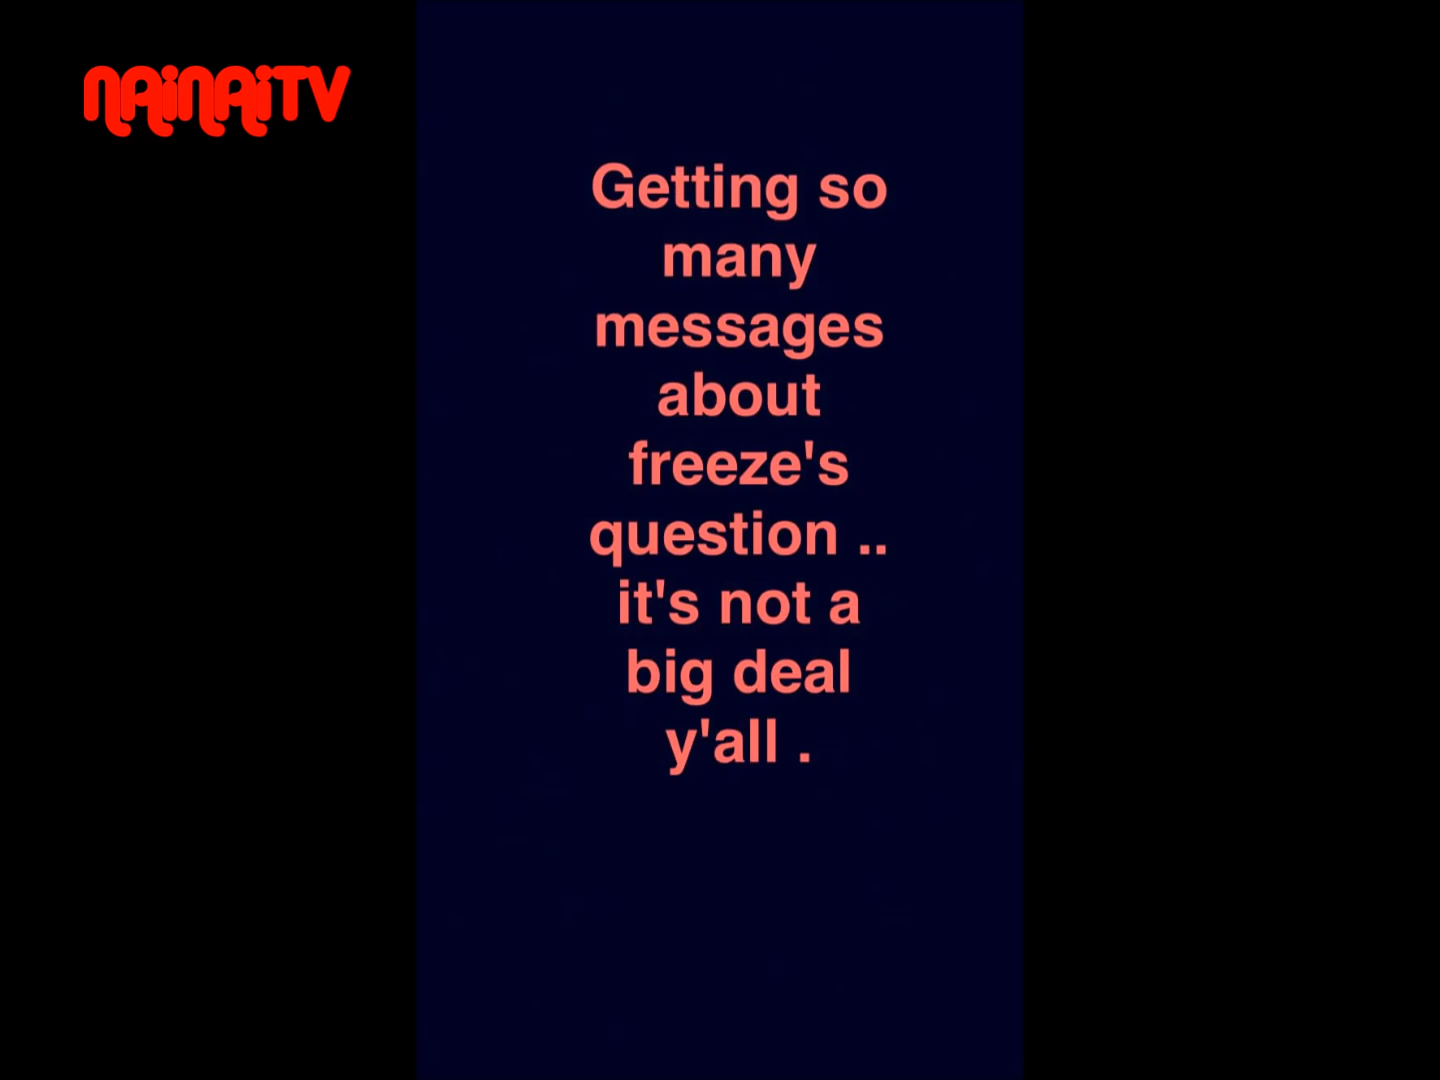 NAINAITV
Getting so
many
messages
about
freeze's
question ..
it's not a
big deal
y'all .